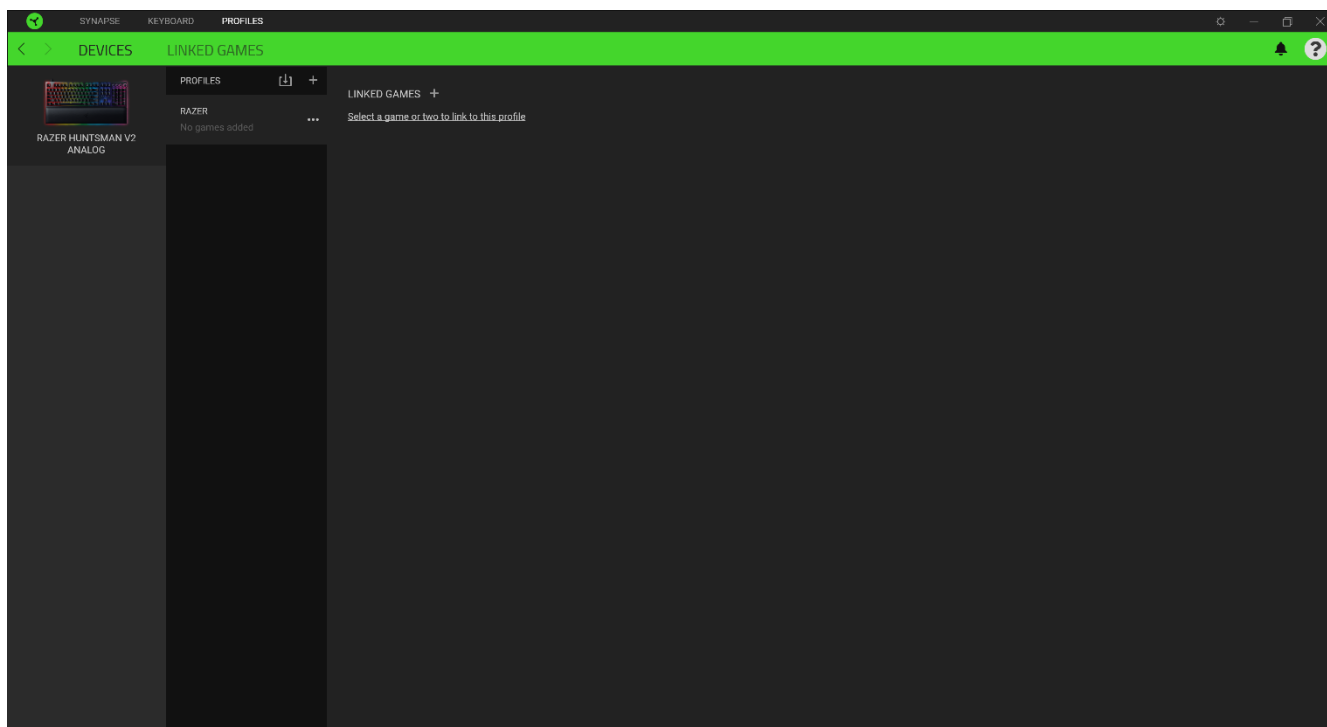 SYNAPSE KEYBOARD PROFILES
DEVICES LINKED GAMES
PROFILES
RAZER
No games added
RAZER HUNTSMAN V2
ANALOG
LINKED GAMES +
Select a game or two to link to this profile